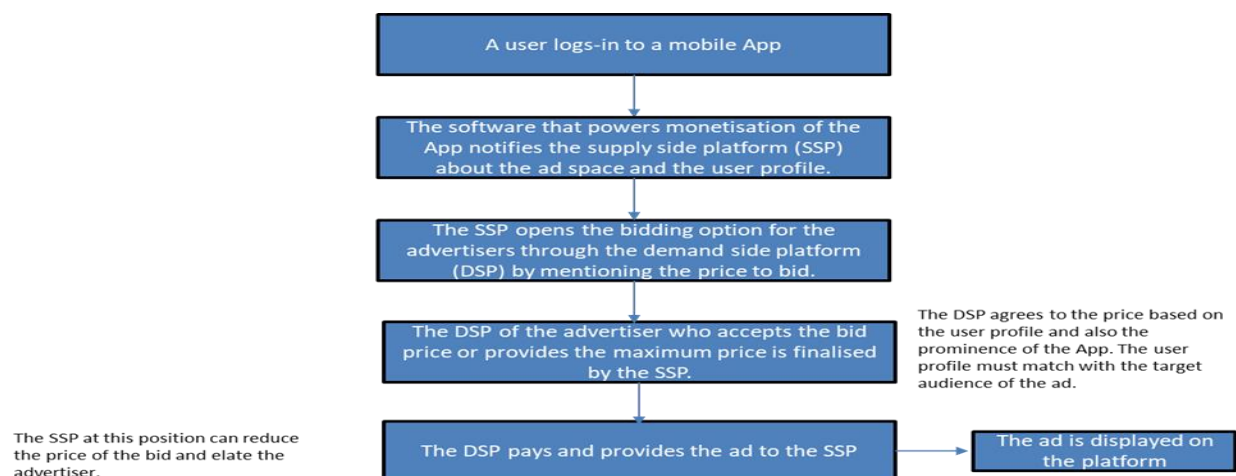 A user logs-in to a mobile App
The software that powers monetisation of the
App notifies the supply side platform (SSP)
about the ad space and the user profile.
The SSP opens the bidding option for the
advertisers through the demand side platform
(DSP) by mentioning the price to bid.
The DSP of the advertiser who accepts the bid
price or provides the maximum price is finalised
by the SSP.
The DSP agrees to the price based on
the user profile and also the
prominence of the App. The user
profile must match with the target
audience of the ad.
The SSP at this position can reduce
the price of the bid and elate the
advertiser.
The DSP pays and provides the ad to the SSP
The ad is displayed on
the platform